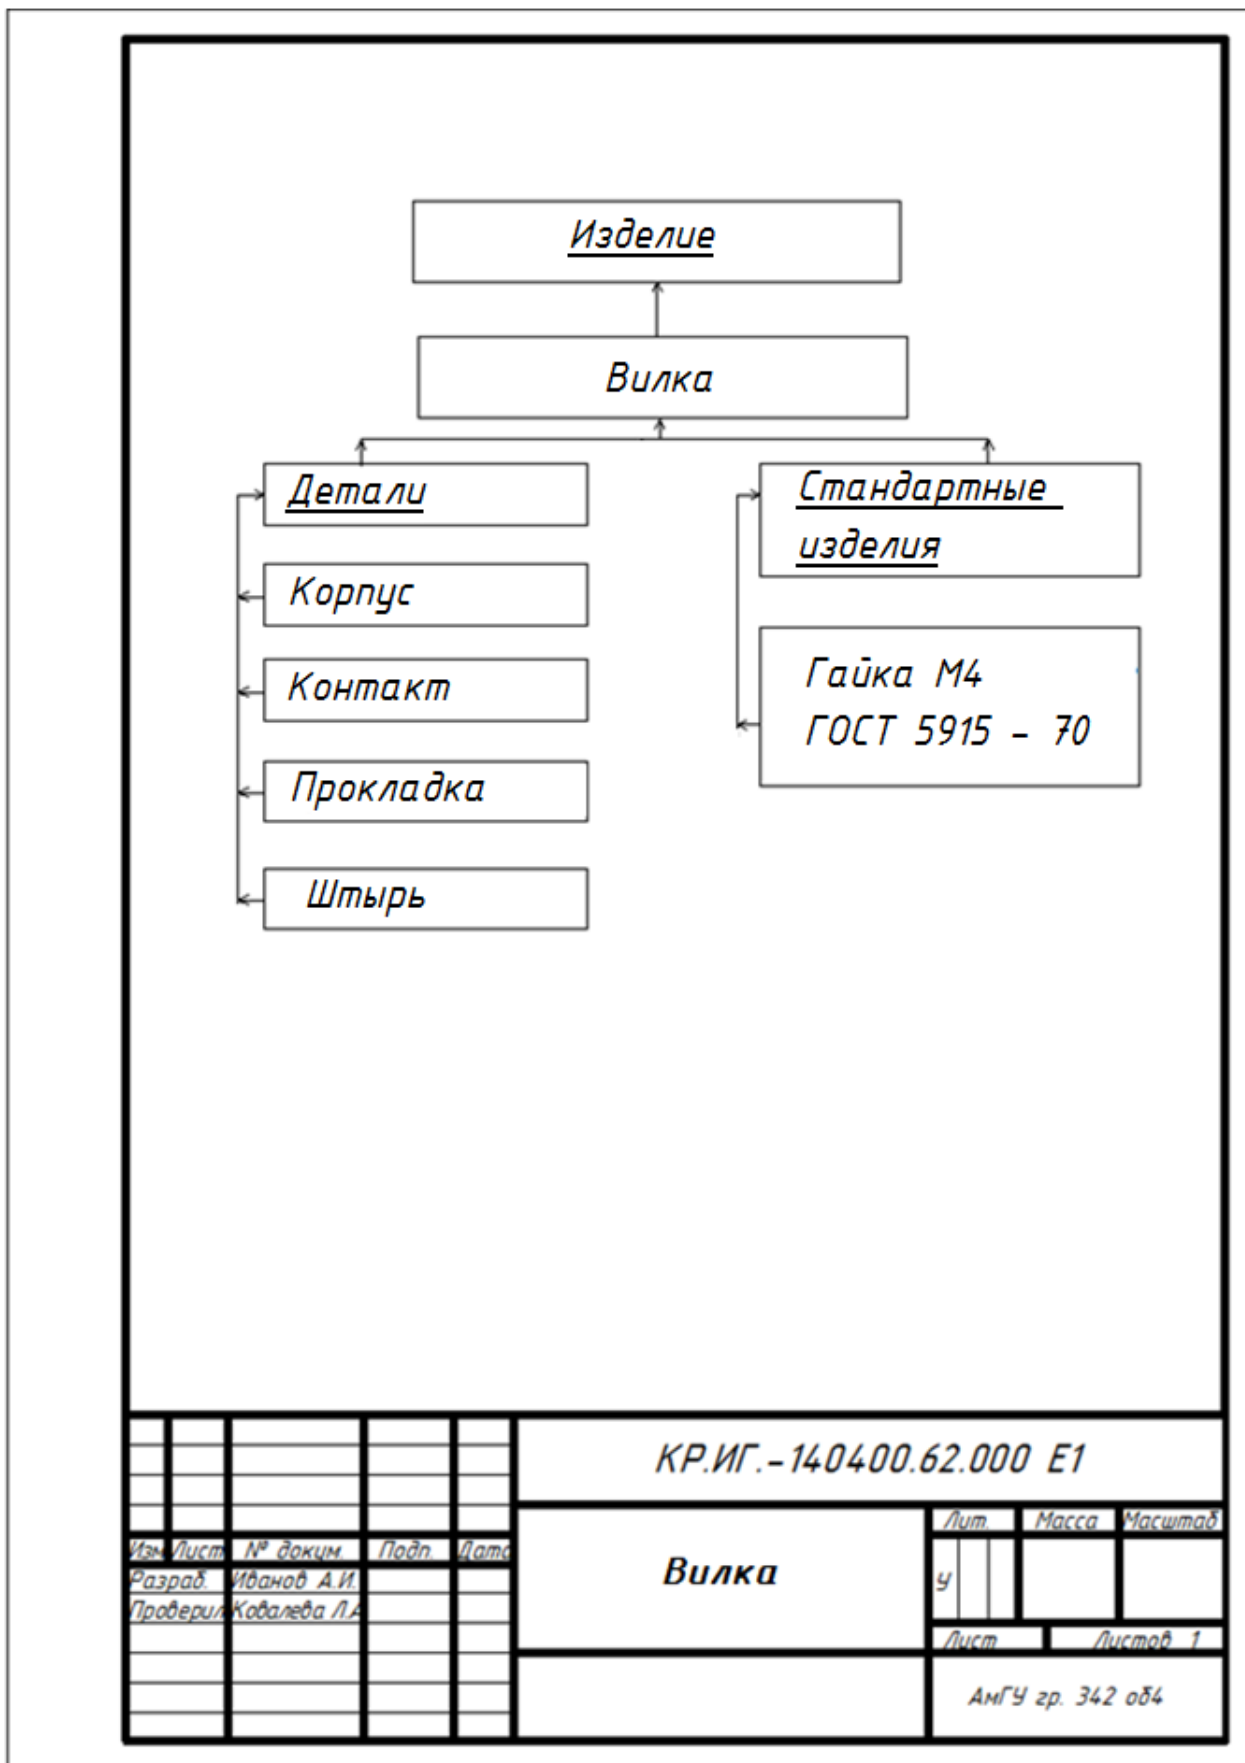 Изделие
Вилка
Детали
Корпус
Контакт
Прокладка
Штырь
Стандартные
изделия
Гайка М4
ГОСТ 5915 - 70
КР.ИГ.-140400.62.000 Е1
Изм Лист № докум. Подп. Дата
Разраб. Иванов А.И.
Проверил Ковалева Л.А
Вилка
Лит. Масса Масштаб
у
Лист Листов 1
АмГУ гр. 342 об4